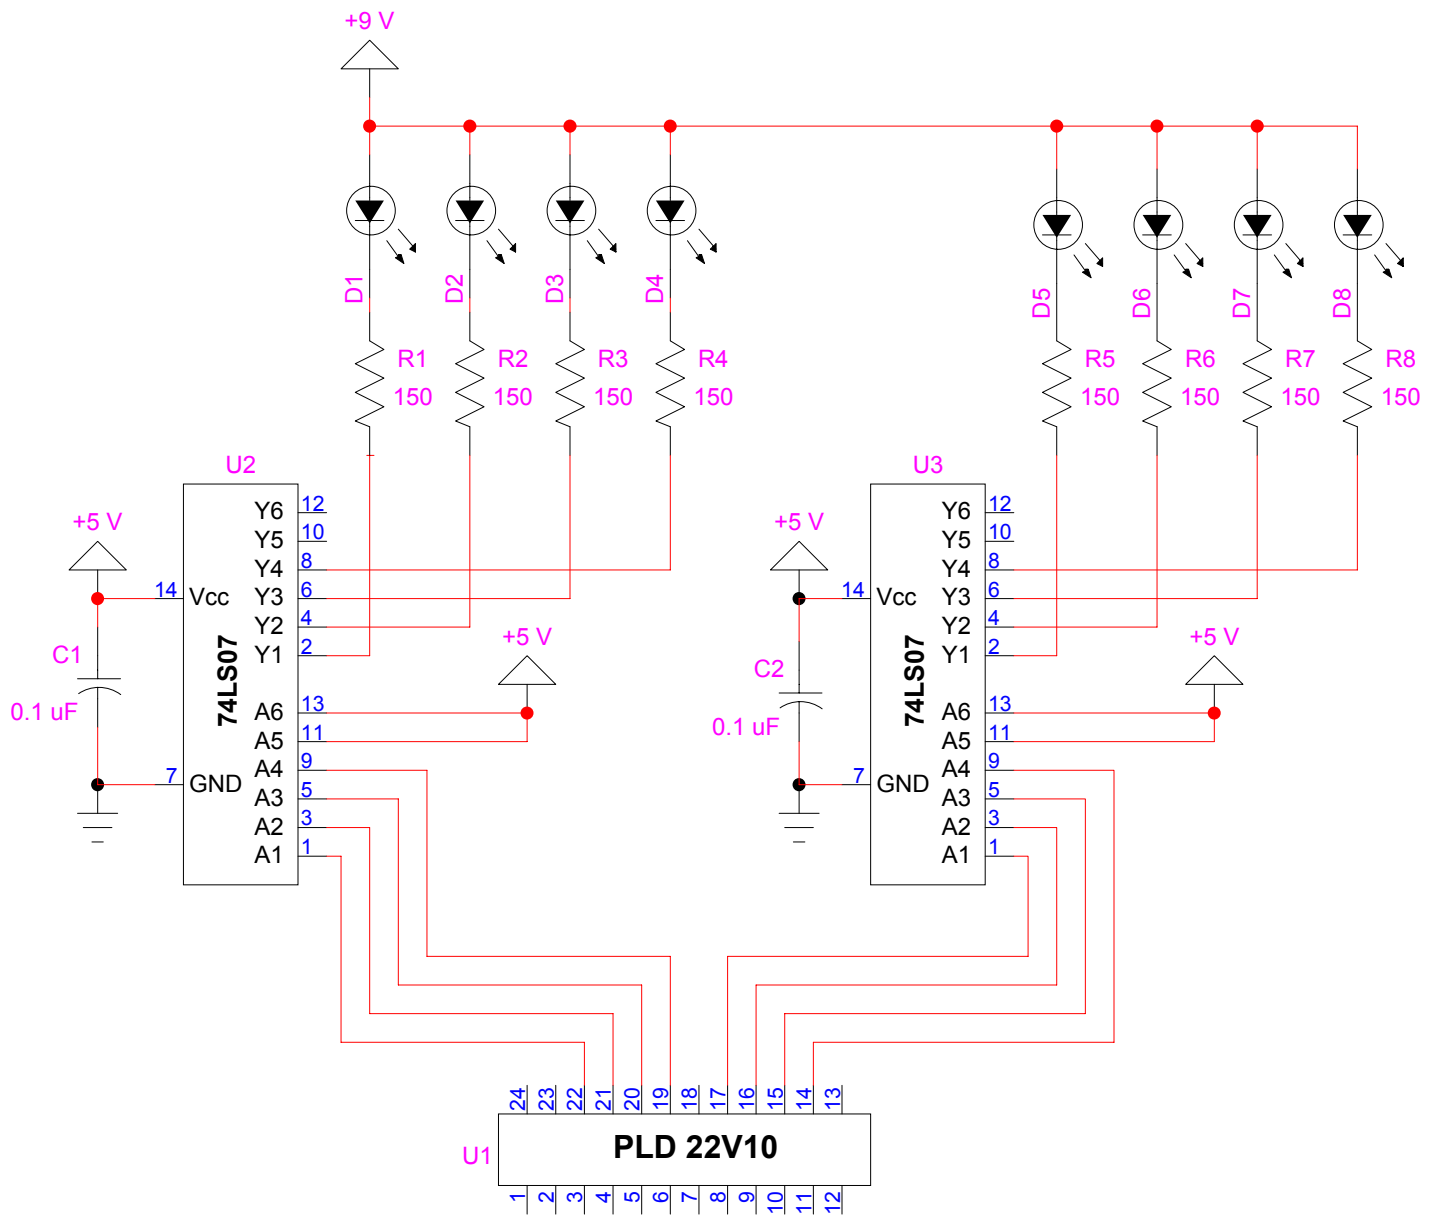 +9 V
D1
D2
D3
D4
D5
D6
D7
D8
R1
150
R2
150
R3
150
R4
150
R5
150
R6
150
R7
150
R8
150
U2
+5 V
C1
0.1 uF
14 Vcc
7 GND
74LS07
Y6 12
Y5 10
Y4 8
Y3 6
Y2 4
Y1 2
A6 13
A5 11
A4 9
A3 5
A2 3
A1 1
+5 V
U3
+5 V
C2
0.1 uF
14 Vcc
7 GND
74LS07
Y6 12
Y5 10
Y4 8
Y3 6
Y2 4
Y1 2
A6 13
A5 11
A4 9
A3 5
A2 3
A1 1
+5 V
24 23 22 21 20 19 18 17 16 15 14 13
U1
PLD 22V10
1 2 3 4 5 6 7 8 9 10 11 12